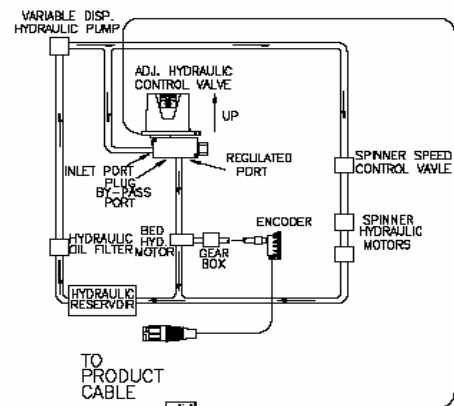 VARIABLE DISP.
HYDRAULIC PUMP
ADJ. HYDRAULIC
CONTROL VALVE
UP
INLET PORT
PLUG
BY-PASS
PORT
REGULATED
PORT
SPINNER SPEED
CONTROL VAVLE
ENCODER
SPINNER
HYDRAULIC
MOTORS
HYDRAULIC
OIL FILTER
BED
HYD.
MOTOR
GEAR
BOX
HYDRAULIC
RESERVOIR
TO
PRODUCT
CABLE